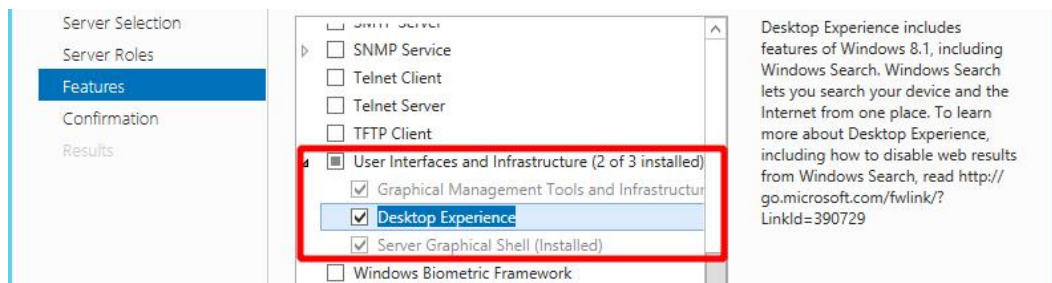 Server Selection
Server Roles
Features
Confirmation
Results
SMTP Server
SNMP Service
Telnet Client
Telnet Server
TFTP Client
User Interfaces and Infrastructure (2 of 3 installed)
Graphical Management Tools and Infrastructur
Desktop Experience
Server Graphical Shell (Installed)
Windows Biometric Framework
Desktop Experience includes
features of Windows 8.1, including
Windows Search. Windows Search
lets you search your device and the
Internet from one place. To learn
more about Desktop Experience,
including how to disable web results
from Windows Search, read http://
go.microsoft.com/fwlink/?
LinkId=390729